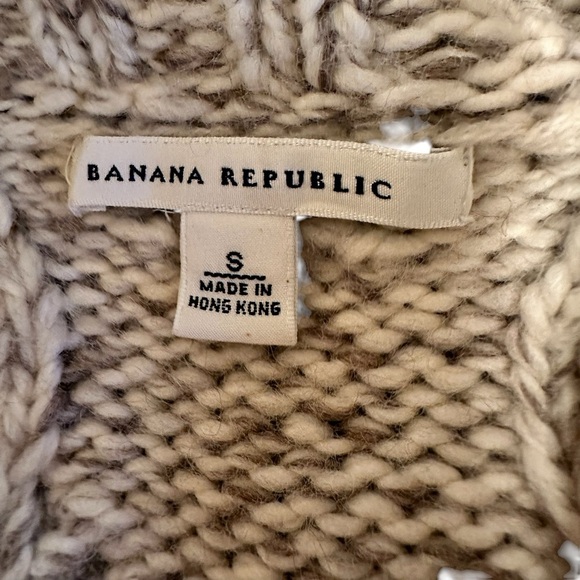 BANANA REPUBLIC
S
MADE IN
HONG KONG